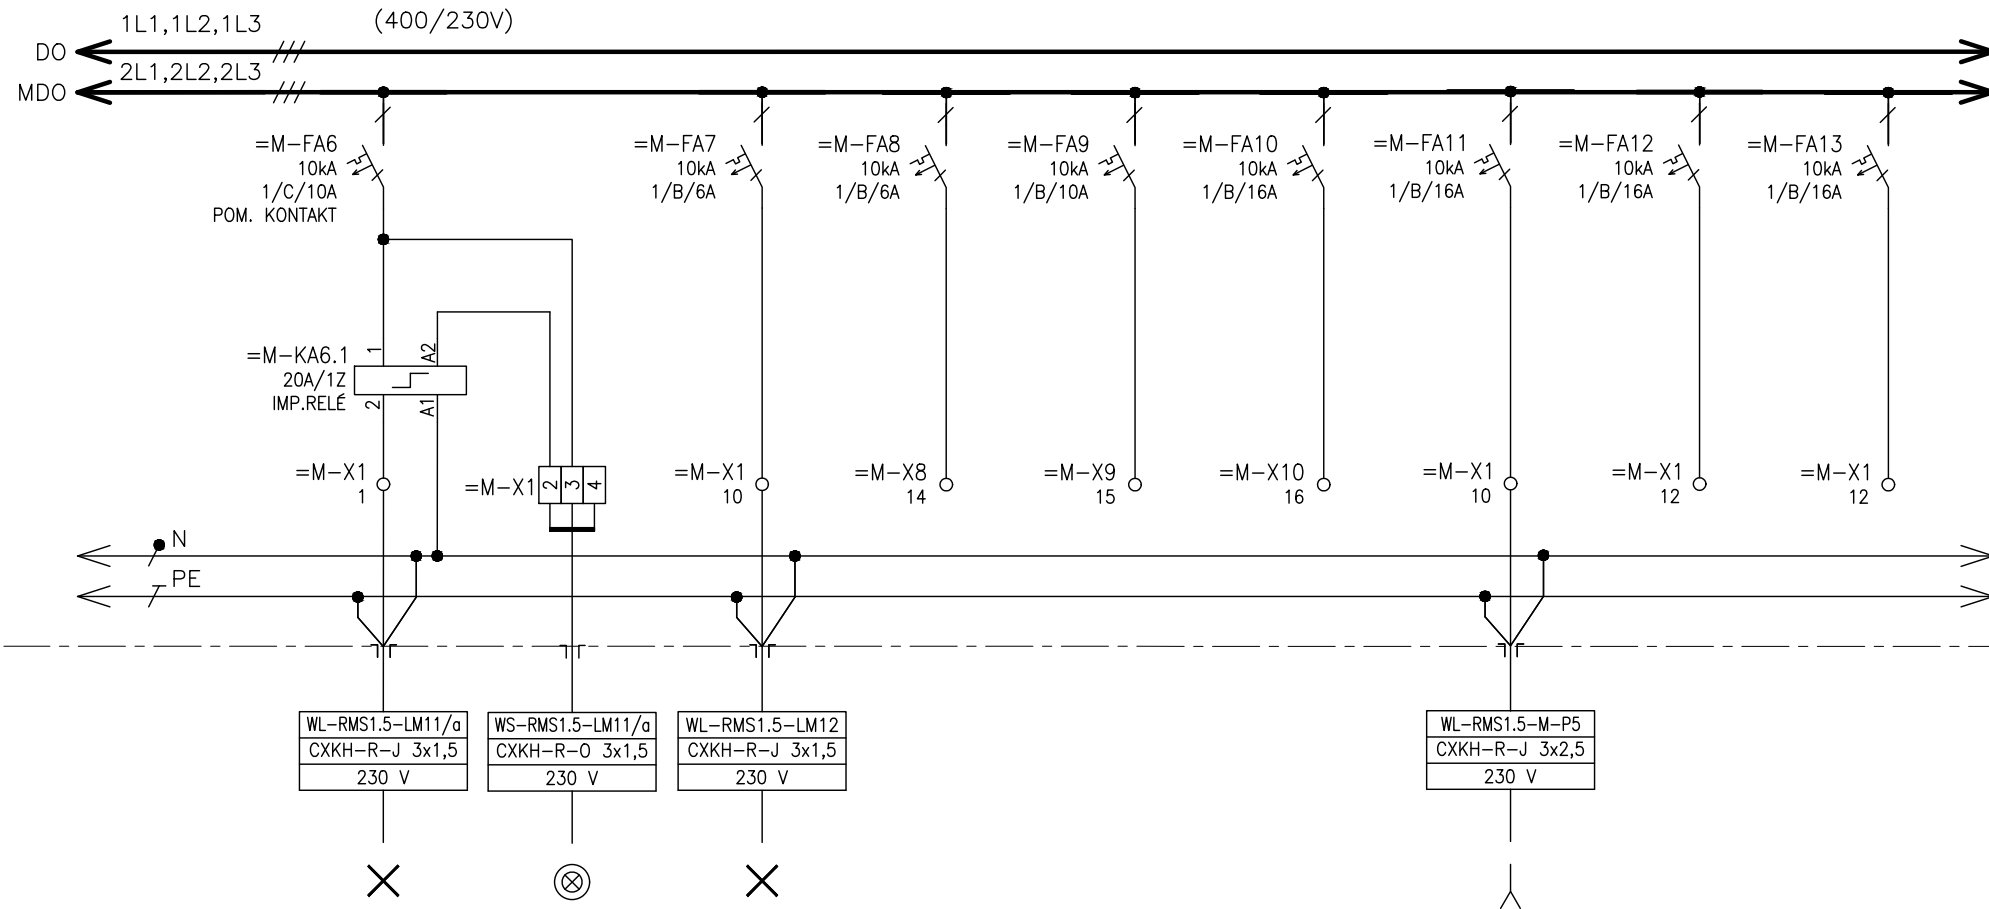 1L1,1L2,1L3 (400/230V)
DO
2L1,2L2,2L3
MDO
=M-FA6
10kA
1/C/10A
POM. KONTAKT
=M-FA7
10kA
1/B/6A
=M-FA8
10kA
1/B/6A
=M-FA9
10kA
1/B/10A
=M-FA10
10kA
1/B/16A
=M-FA11
10kA
1/B/16A
=M-FA12
10kA
1/B/16A
=M-FA13
10kA
1/B/16A
=M-KA6.1
20A/1Z
IMP.RELÉ
1
A2
2
A1
=M-X1
1
=M-X1
2
3
4
=M-X1
10
=M-X8
14
=M-X9
15
=M-X10
16
=M-X1
10
=M-X1
12
=M-X1
12
N
PE
WL-RMS1.5-LM11/a
CXKH-R-J 3x1,5
230 V
WS-RMS1.5-LM11/a
CXKH-R-O 3x1,5
230 V
WL-RMS1.5-LM12
CXKH-R-J 3x1,5
230 V
WL-RMS1.5-M-P5
CXKH-R-J 3x2,5
230 V